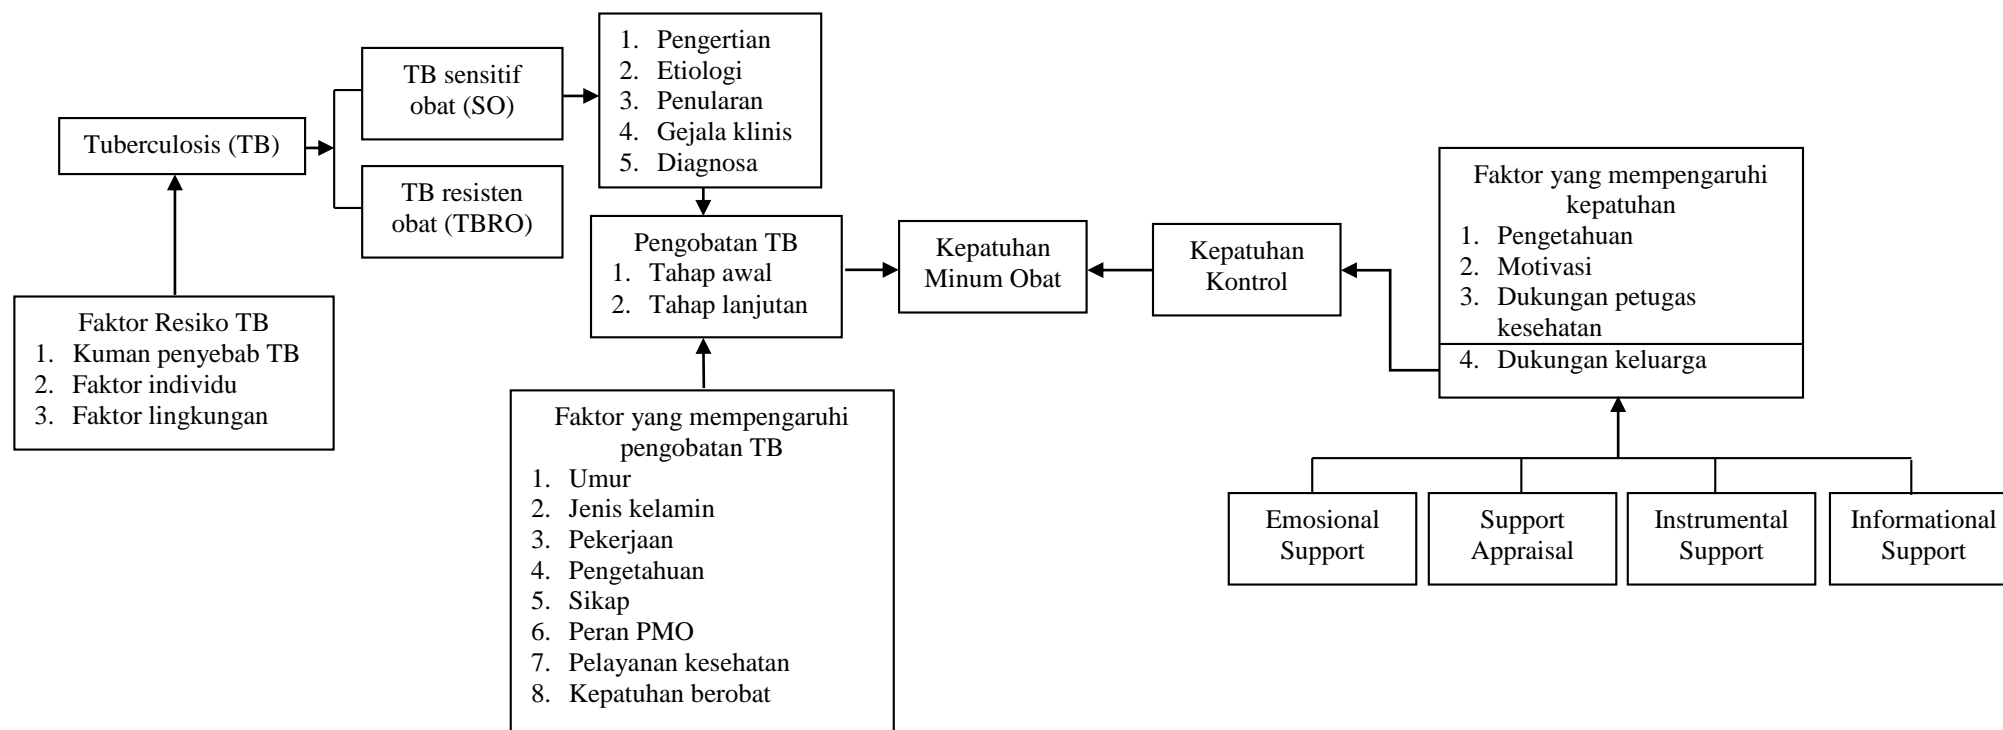 Tuberculosis (TB)
Faktor Resiko TB
1. Kuman penyebab TB
2. Faktor individu
3. Faktor lingkungan
TB sensitif
obat (SO)
TB resisten
obat (TBRO)
1. Pengertian
2. Etiologi
3. Penularan
4. Gejala klinis
5. Diagnosa
Pengobatan TB
1. Tahap awal
2. Tahap lanjutan
Faktor yang mempengaruhi
pengobatan TB
1. Umur
2. Jenis kelamin
3. Pekerjaan
4. Pengetahuan
5. Sikap
6. Peran PMO
7. Pelayanan kesehatan
8. Kepatuhan berobat
Kepatuhan
Minum Obat
Kepatuhan
Kontrol
Faktor yang mempengaruhi
kepatuhan
1. Pengetahuan
2. Motivasi
3. Dukungan petugas
kesehatan
4. Dukungan keluarga
Emosional
Support
Support
Appraisal
Instrumental
Support
Informational
Support